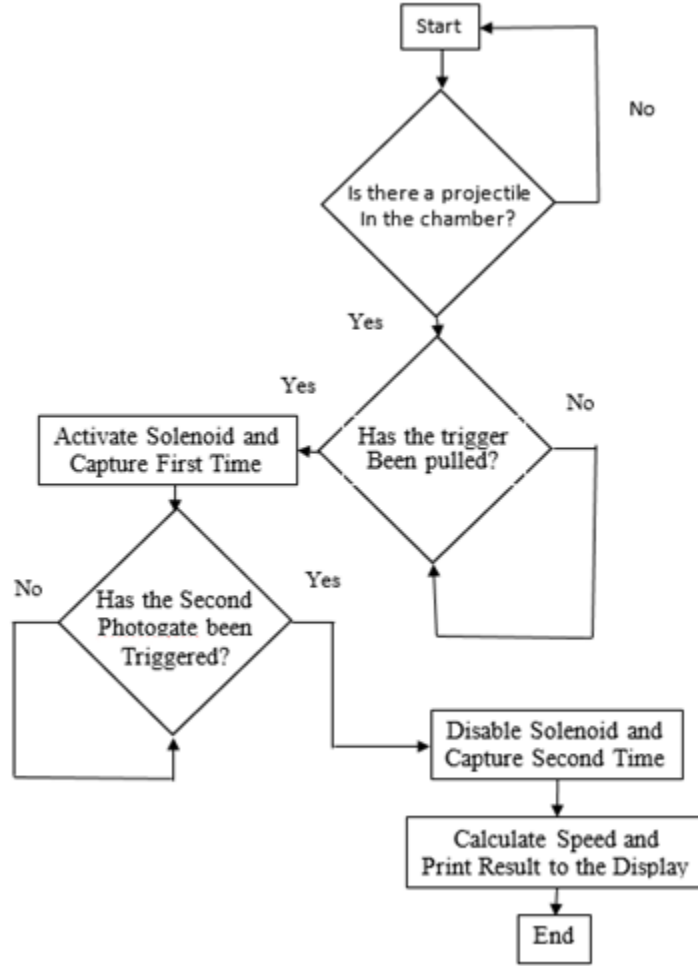 Start
No
Is there a projectile
In the chamber?
Yes
Yes
No
Has the trigger
Been pulled?
Activate Solenoid and
Capture First Time
No
Yes
Has the Second
Photogate been
Triggered?
Disable Solenoid and
Capture Second Time
Calculate Speed and
Print Result to the Display
End